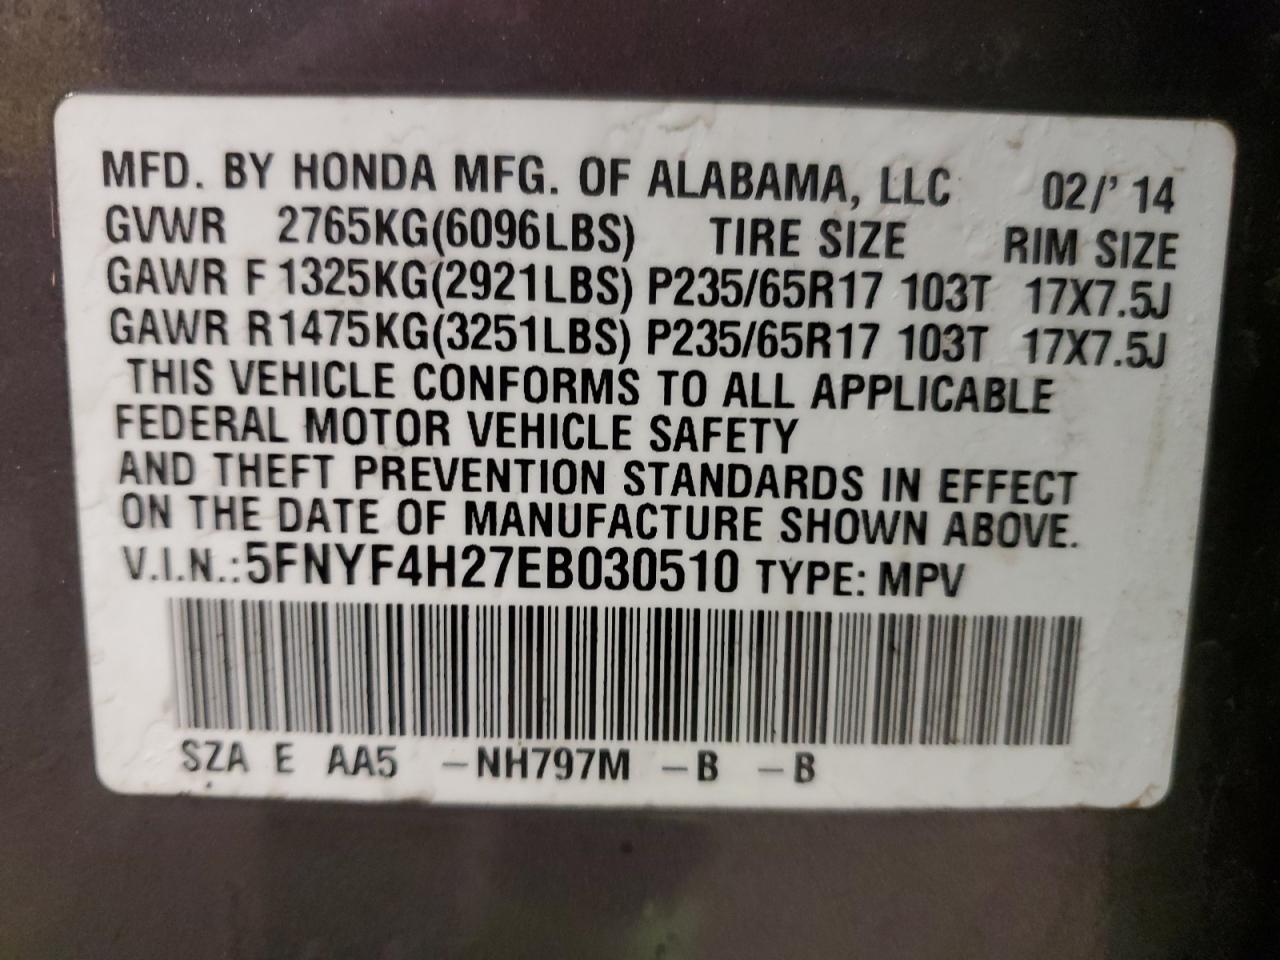 MFD. BY HONDA MFG. OF ALABAMA, LLC 02/' 14
GVWR 2765KG(6096LBS) TIRE SIZE RIM SIZE
GAWR F 1325KG(2921LBS) P235/65R17 103T 17X7.5J
GAWR R1475KG(3251LBS) P235/65R17 103T 17X7.5J
THIS VEHICLE CONFORMS TO ALL APPLICABLE
FEDERAL MOTOR VEHICLE SAFETY
AND THEFT PREVENTION STANDARDS IN EFFECT
ON THE DATE OF MANUFACTURE SHOWN ABOVE.
V.I.N.:5FNYF4H27EB030510 TYPE: MPV
SZA E AA5 -NH797M -B -B